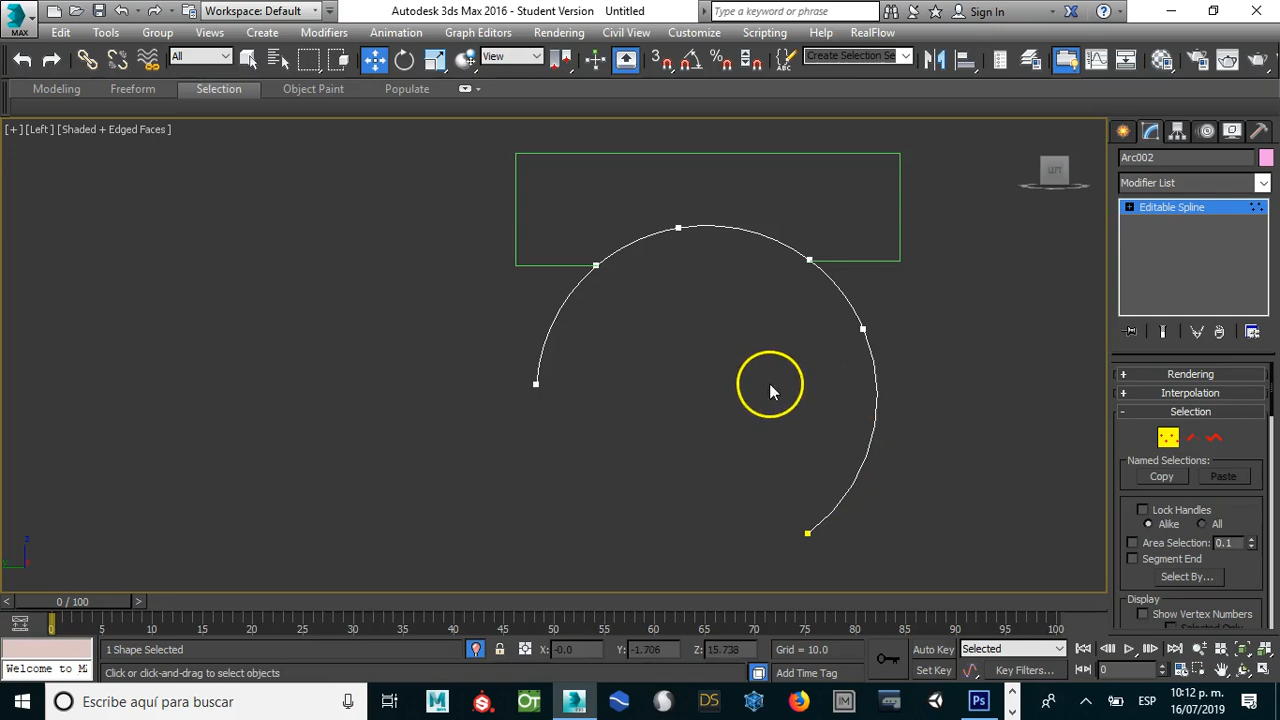 MAX
Workspace: Default
Autodesk 3ds Max 2016 - Student Version   Untitled
Type a keyword or phrase
Sign In
Edit Tools Group Views Create Modifiers Animation Graph Editors Rendering Civil View Customize Scripting Help RealFlow
All
View
Create Selection Se
Modeling Freeform Selection Object Paint Populate
[+] [Left] [Shaded + Edged Faces ]
Arc002
Modifier List
Editable Spline
+ Rendering
+ Interpolation
- Selection
Named Selections:
Copy Paste
Lock Handles
Alike All
Area Selection: 0.1
Segment End
Select By...
Display
Show Vertex Numbers
z
0 / 100
0 5 10 15 20 25 30 35 40 45 50 55 60 65 70 75 80 85 90 95 100
1 Shape Selected
X: -0.0 Y: -1.706 Z: 15.738 Grid = 10.0
Auto Key Selected
Welcome to M
Click or click-and-drag to select objects
Add Time Tag
Set Key Key Filters...
0
Escribe aquí para buscar
ESP
10:12 p. m.
16/07/2019